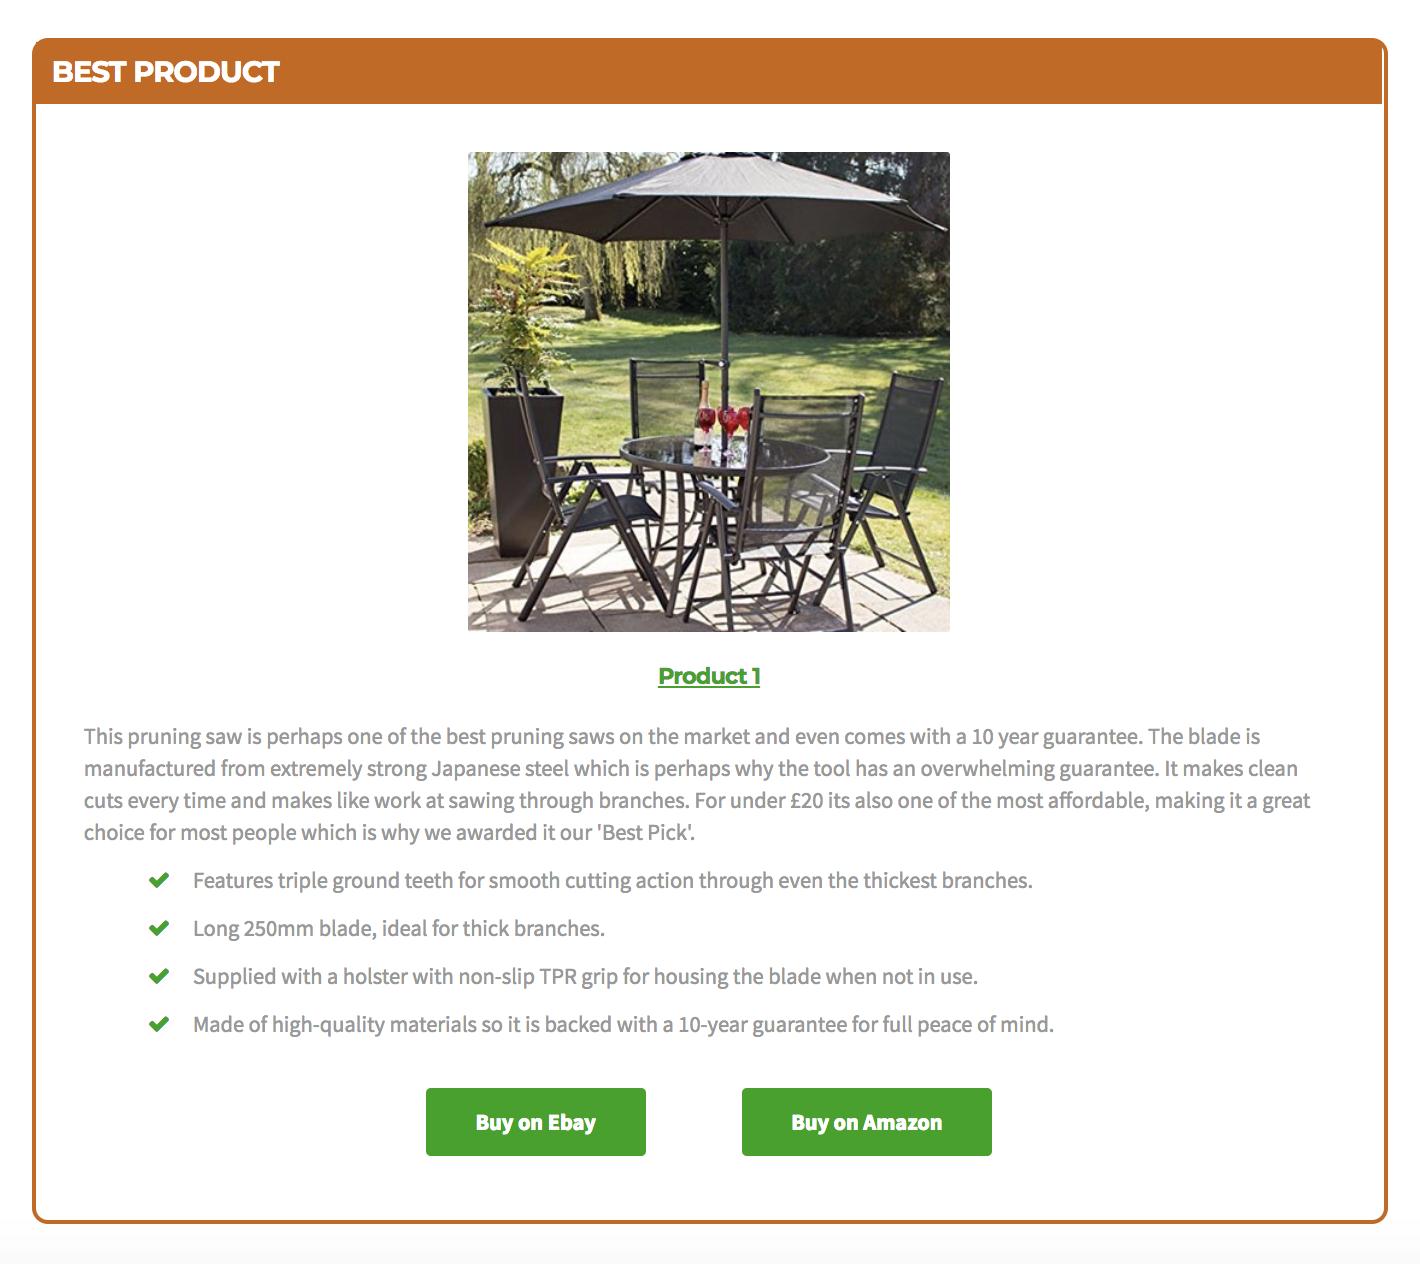 BEST PRODUCT
Product 1
This pruning saw is perhaps one of the best pruning saws on the market and even comes with a 10 year guarantee. The blade is
manufactured from extremely strong Japanese steel which is perhaps why the tool has an overwhelming guarantee. It makes clean
cuts every time and makes like work at sawing through branches. For under £20 its also one of the most affordable, making it a great
choice for most people which is why we awarded it our 'Best Pick'.
Features triple ground teeth for smooth cutting action through even the thickest branches.
Long 250mm blade, ideal for thick branches.
Supplied with a holster with non-slip TPR grip for housing the blade when not in use.
Made of high-quality materials so it is backed with a 10-year guarantee for full peace of mind.
Buy on Ebay
Buy on Amazon